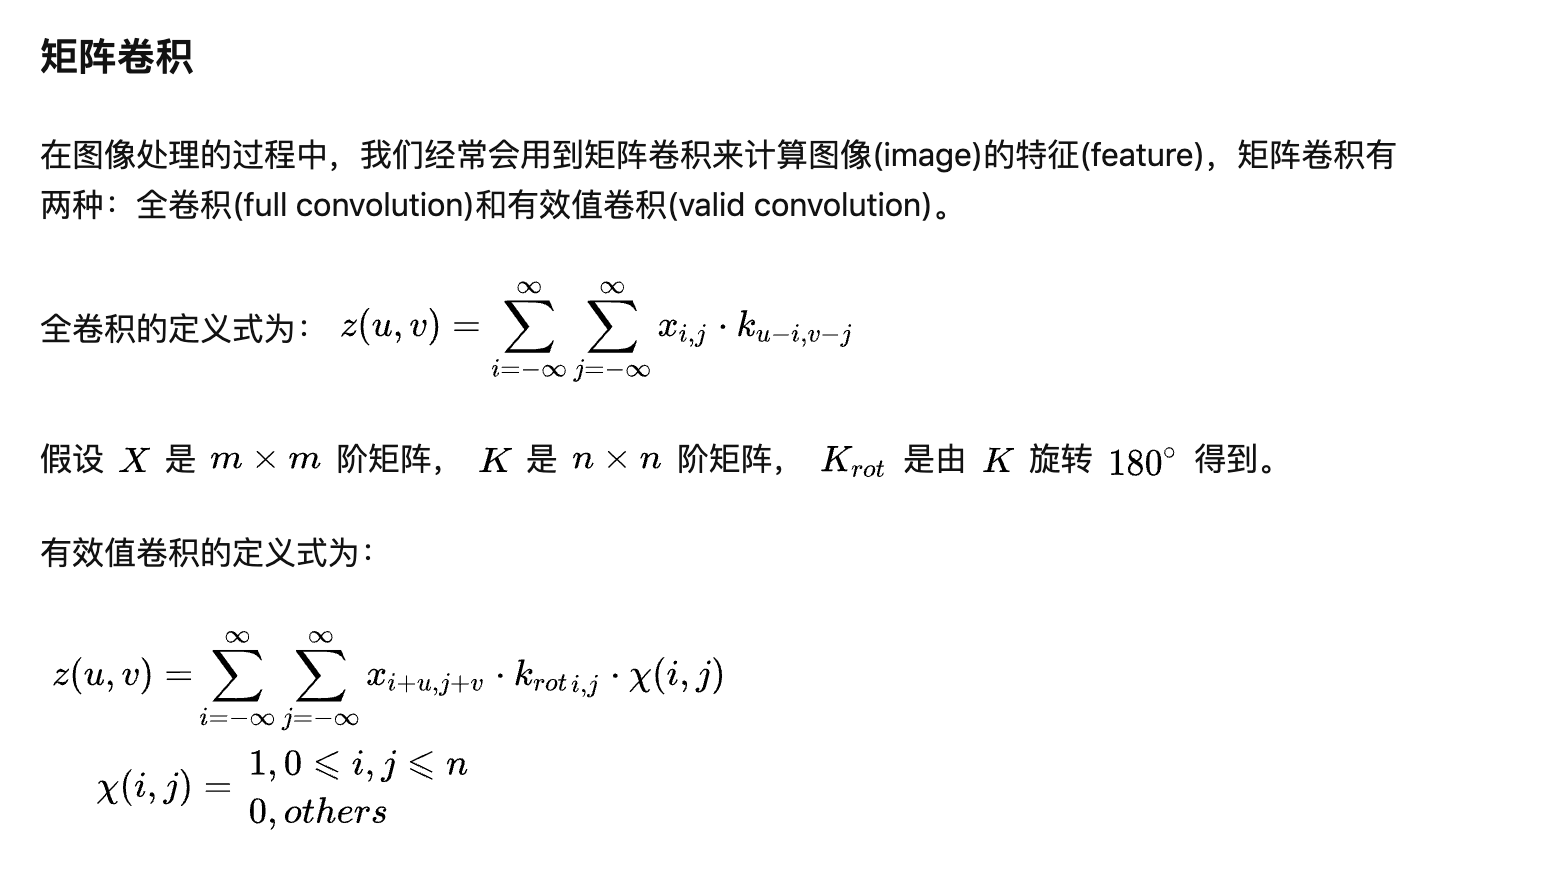 矩阵卷积
在图像处理的过程中，我们经常会用到矩阵卷积来计算图像(image)的特征(feature)，矩阵卷积有
两种：全卷积(full convolution)和有效值卷积(valid convolution)。
全卷积的定义式为： $z(u,v)=\sum_{i=-\infty}^{\infty}\sum_{j=-\infty}^{\infty}x_{i,j}\cdot k_{u-i,v-j}$
假设 $X$ 是 $m\times m$ 阶矩阵， $K$ 是 $n\times n$ 阶矩阵， $K_{rot}$ 是由 $K$ 旋转 $180^{\circ}$ 得到。
有效值卷积的定义式为：
$z(u,v)=\sum_{i=-\infty}^{\infty}\sum_{j=-\infty}^{\infty}x_{i+u,j+v}\cdot k_{rot\,i,j}\cdot\chi(i,j)$
$\chi(i,j)=\begin{matrix}1,0\leqslant i,j\leqslant n\\0,others\end{matrix}$